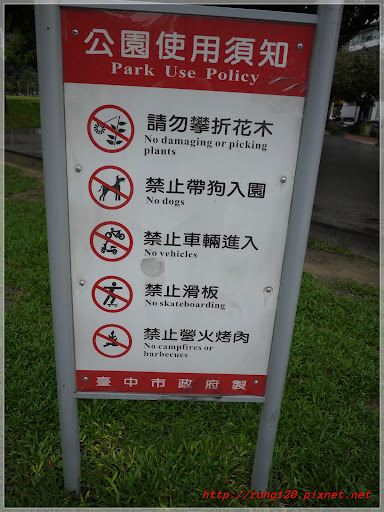 公園使用須知
Park Use Policy
請勿攀折花木
No damaging or picking
plants
禁止帶狗入園
No dogs
禁止車輛進入
No vehicles
禁止滑板
No skateboarding
禁止營火烤肉
No campfires or
barbecues
臺中市政府製
http://rung120.pixnet.net